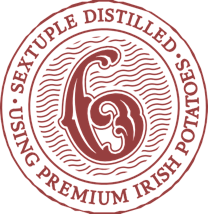 · SEXTUPLE DISTILLED ·
USING PREMIUM IRISH POTATOES
6